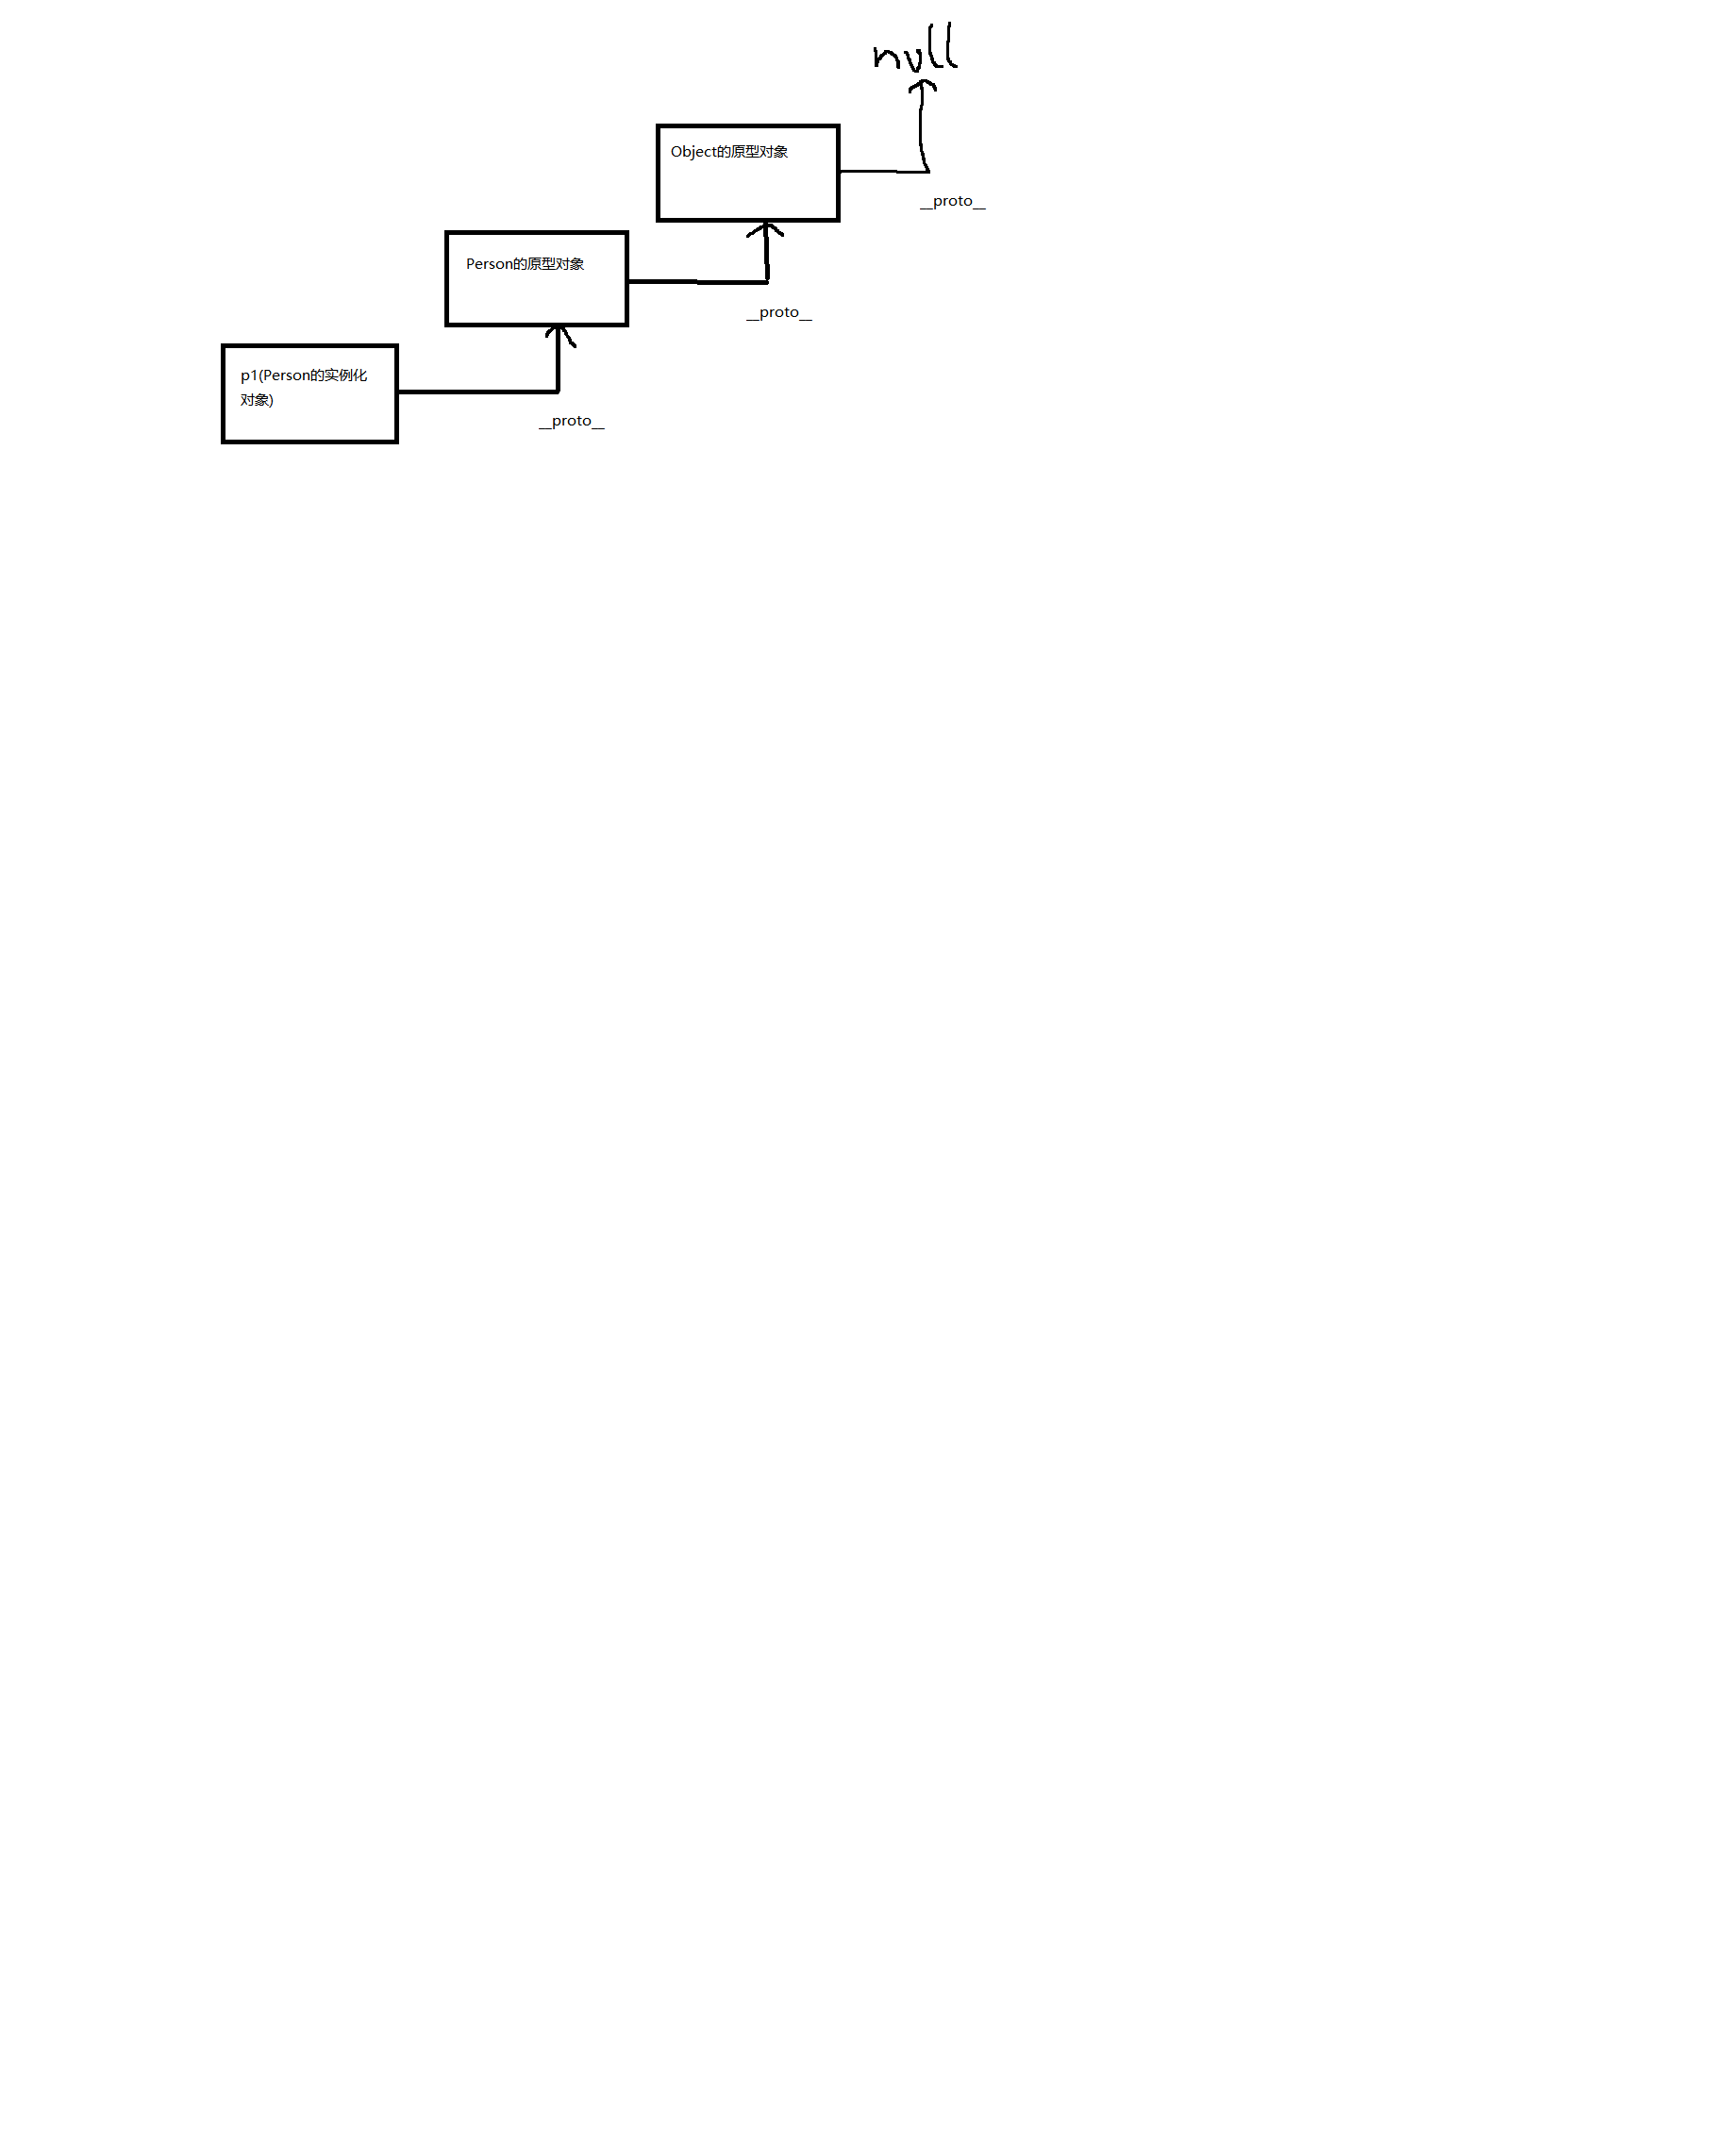 null
Object的原型对象
__proto__
Person的原型对象
__proto__
p1(Person的实例化
对象)
__proto__